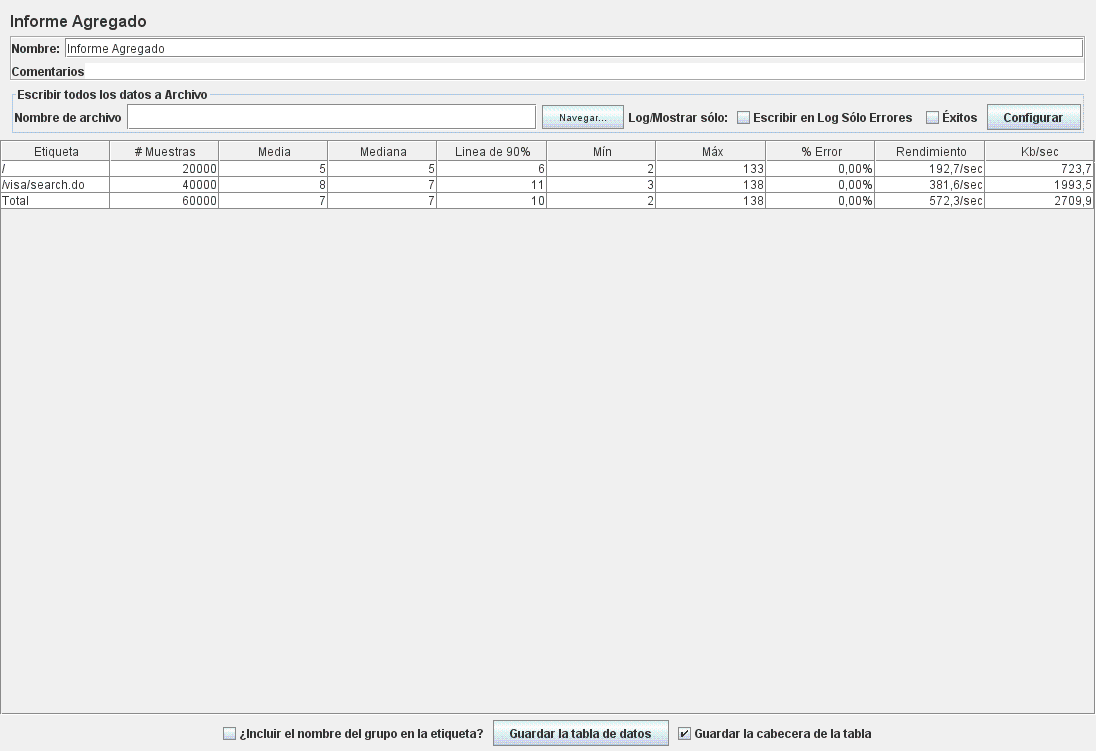 Informe Agregado
Nombre: Informe Agregado
Comentarios
Escribir todos los datos a Archivo
Nombre de archivo Navegar... Log/Mostrar sólo: Escribir en Log Sólo Errores Éxitos Configurar
Etiqueta # Muestras Media Mediana Linea de 90% Mín Máx % Error Rendimiento Kb/sec
/ 20000 5 5 6 2 133 0,00% 192,7/sec 723,7
/visa/search.do 40000 8 7 11 3 138 0,00% 381,6/sec 1993,5
Total 60000 7 7 10 2 138 0,00% 572,3/sec 2709,9
¿Incluir el nombre del grupo en la etiqueta? Guardar la tabla de datos Guardar la cabecera de la tabla